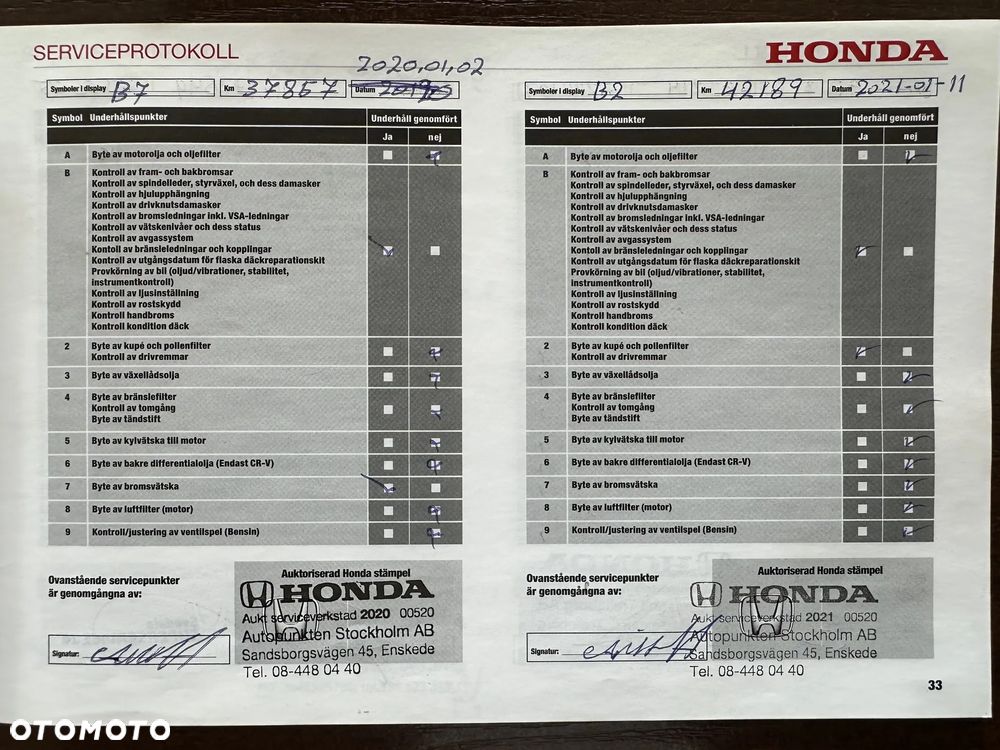 SERVICEPROTOKOLL
HONDA
2020,01,02
Symboler i display B7 Km 37857 Datum
Symbol Underhållspunkter Underhåll genomfört
Ja nej
A Byte av motorolja och oljefilter
B Kontroll av fram- och bakbromsar
Kontroll av spindelleder, styrväxel, och dess damasker
Kontroll av hjulupphängning
Kontroll av drivknutsdamasker
Kontroll av bromsledningar inkl. VSA-ledningar
Kontroll av vätskenivåer och dess status
Kontroll av avgassystem
Kontoll av bränsleledningar och kopplingar
Kontroll av utgångsdatum för flaska däckreparationskit
Provkörning av bil (oljud/vibrationer, stabilitet,
instrumentkontroll)
Kontroll av ljusinställning
Kontroll av rostskydd
Kontroll handbroms
Kontroll kondition däck
2 Byte av kupé och pollenfilter
Kontroll av drivremmar
3 Byte av växellådsolja
4 Byte av bränslefilter
Kontroll av tomgång
Byte av tändstift
5 Byte av kylvätska till motor
6 Byte av bakre differentialolja (Endast CR-V)
7 Byte av bromsvätska
8 Byte av luftfilter (motor)
9 Kontroll/justering av ventilspel (Bensin)
Ovanstående servicepunkter
är genomgångna av:
Signatur:
Auktoriserad Honda stämpel
HONDA
Aukt serviceverkstad 2020 00520
Autopunkten Stockholm AB
Sandsborgsvägen 45, Enskede
Tel. 08-448 04 40
Symboler i display B2 Km 42189 Datum 2021-01-11
Symbol Underhållspunkter Underhåll genomfört
Ja nej
A Byte av motorolja och oljefilter
B Kontroll av fram- och bakbromsar
Kontroll av spindelleder, styrväxel, och dess damasker
Kontroll av hjulupphängning
Kontroll av drivknutsdamasker
Kontroll av bromsledningar inkl. VSA-ledningar
Kontroll av vätskenivåer och dess status
Kontroll av avgassystem
Kontoll av bränsleledningar och kopplingar
Kontroll av utgångsdatum för flaska däckreparationskit
Provkörning av bil (oljud/vibrationer, stabilitet,
instrumentkontroll)
Kontroll av ljusinställning
Kontroll av rostskydd
Kontroll handbroms
Kontroll kondition däck
2 Byte av kupé och pollenfilter
Kontroll av drivremmar
3 Byte av växellådsolja
4 Byte av bränslefilter
Kontroll av tomgång
Byte av tändstift
5 Byte av kylvätska till motor
6 Byte av bakre differentialolja (Endast CR-V)
7 Byte av bromsvätska
8 Byte av luftfilter (motor)
9 Kontroll/justering av ventilspel (Bensin)
Ovanstående servicepunkter
är genomgångna av:
Signatur:
Auktoriserad Honda stämpel
HONDA
Aukt serviceverkstad 2021 00520
Autopunkten Stockholm AB
Sandsborgsvägen 45, Enskede
Tel. 08-448 04 40
33
OTOMOTO